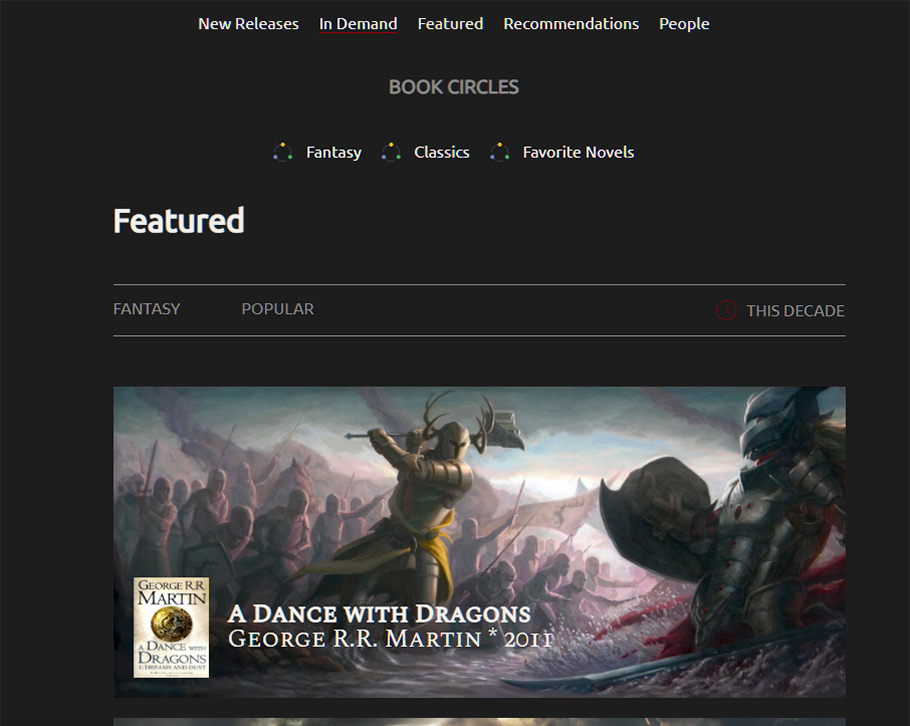 New Releases In Demand Featured Recommendations People
BOOK CIRCLES
Fantasy Classics Favorite Novels
Featured
FANTASY POPULAR THIS DECADE
GEORGE R.R.
MARTIN
A DANCE WITH
DRAGONS
1: DREAMS AND DUST
A DANCE WITH DRAGONS
GEORGE R.R. MARTIN * 2011